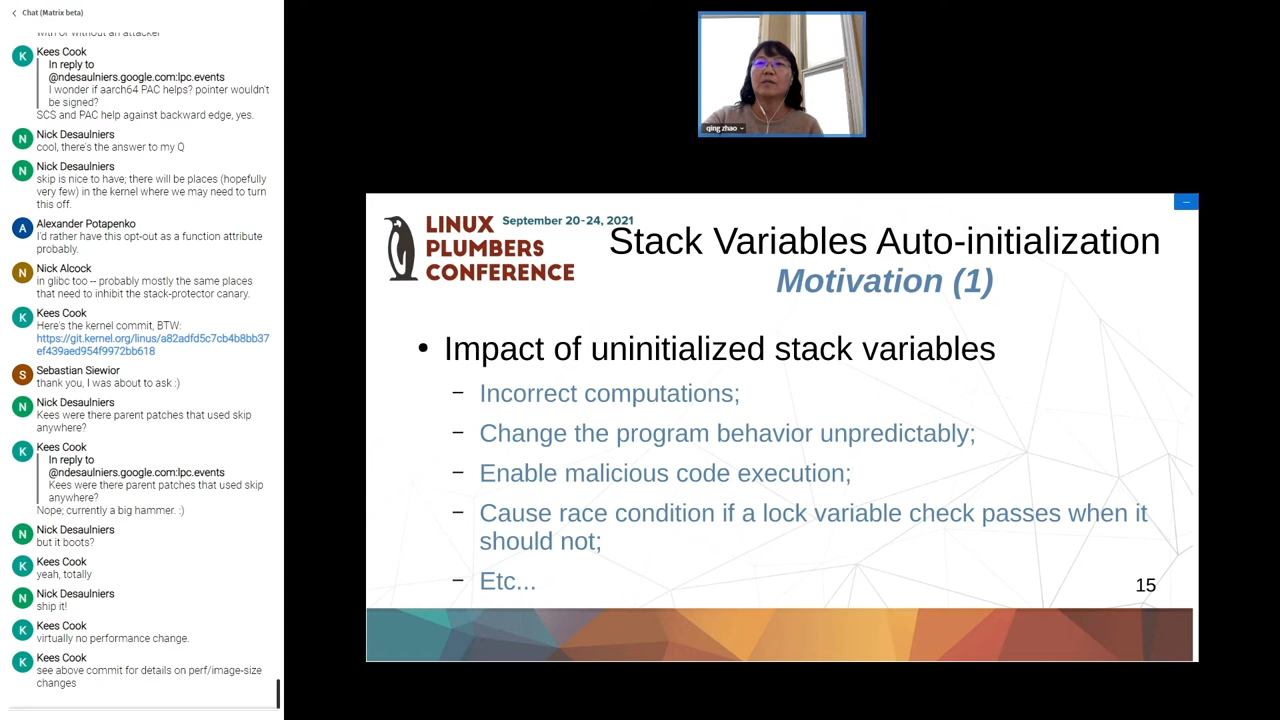 Chat (Matrix beta)
with or without an attacker
K
Kees Cook
In reply to
@ndesaulniers.google.com:lpc.events
I wonder if aarch64 PAC helps? pointer wouldn't
be signed?
SCS and PAC help against backward edge, yes.
N
Nick Desaulniers
cool, there's the answer to my Q
N
Nick Desaulniers
skip is nice to have; there will be places (hopefully
very few) in the kernel where we may need to turn
this off.
A
Alexander Potapenko
I'd rather have this opt-out as a function attribute
probably.
N
Nick Alcock
in glibc too -- probably mostly the same places
that need to inhibit the stack-protector canary.
K
Kees Cook
Here's the kernel commit, BTW:
https://git.kernel.org/linus/a82adfd5c7cb4b8bb37
ef439aed954f9972bb618
S
Sebastian Siewior
thank you, I was about to ask :)
N
Nick Desaulniers
Kees were there parent patches that used skip
anywhere?
K
Kees Cook
In reply to
@ndesaulniers.google.com:lpc.events
Kees were there parent patches that used skip
anywhere?
Nope; currently a big hammer. :)
N
Nick Desaulniers
but it boots?
K
Kees Cook
yeah, totally
N
Nick Desaulniers
ship it!
K
Kees Cook
virtually no performance change.
K
Kees Cook
see above commit for details on perf/image-size
changes
qing zhao
LINUX
PLUMBERS
CONFERENCE
September 20-24, 2021
Stack Variables Auto-initialization
Motivation (1)
• Impact of uninitialized stack variables
– Incorrect computations;
– Change the program behavior unpredictably;
– Enable malicious code execution;
– Cause race condition if a lock variable check passes when it
should not;
– Etc...
15